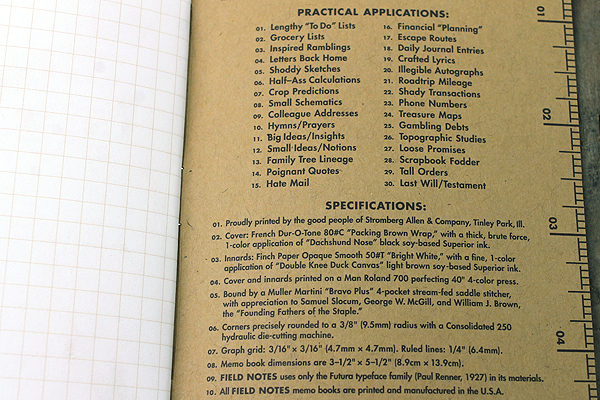 PRACTICAL APPLICATIONS:
01. Lengthy "To Do" Lists
02. Grocery Lists
03. Inspired Ramblings
04. Letters Back Home
05. Shoddy Sketches
06. Half-Ass Calculations
07. Crop Predictions
08. Small Schematics
09. Colleague Addresses
10. Hymns/Prayers
11. Big Ideas/Insights
12. Small Ideas/Notions
13. Family Tree Lineage
14. Poignant Quotes
15. Hate Mail
16. Financial "Planning"
17. Escape Routes
18. Daily Journal Entries
19. Crafted Lyrics
20. Illegible Autographs
21. Roadtrip Mileage
22. Shady Transactions
23. Phone Numbers
24. Treasure Maps
25. Gambling Debts
26. Topographic Studies
27. Loose Promises
28. Scrapbook Fodder
29. Tall Orders
30. Last Will/Testament
SPECIFICATIONS:
01. Proudly printed by the good people of Stromberg Allen & Company, Tinley Park, Ill.
02. Cover: French Dur-O-Tone 80#C "Packing Brown Wrap," with a thick, brute force,
1-color application of "Dachshund Nose" black soy-based Superior ink.
03. Innards: Finch Paper Opaque Smooth 50#T "Bright White," with a fine, 1-color
application of "Double Knee Duck Canvas" light brown soy-based Superior ink.
04. Cover and innards printed on a Man Roland 700 perfecting 40" 4-color press.
05. Bound by a Muller Martini "Bravo Plus" 4-pocket stream-fed saddle stitcher,
with appreciation to Samuel Slocum, George W. McGill, and William J. Brown,
the "Founding Fathers of the Staple."
06. Corners precisely rounded to a 3/8" (9.5mm) radius with a Consolidated 250
hydraulic die-cutting machine.
07. Graph grid: 3/16" × 3/16" (4.7mm × 4.7mm). Ruled lines: 1/4" (6.4mm).
08. Memo book dimensions are 3–1/2" × 5–1/2" (8.9cm × 13.9cm).
09. FIELD NOTES uses only the Futura typeface family (Paul Renner, 1927) in its materials.
10. All FIELD NOTES memo books are printed and manufactured in the U.S.A.
01
02
03
04